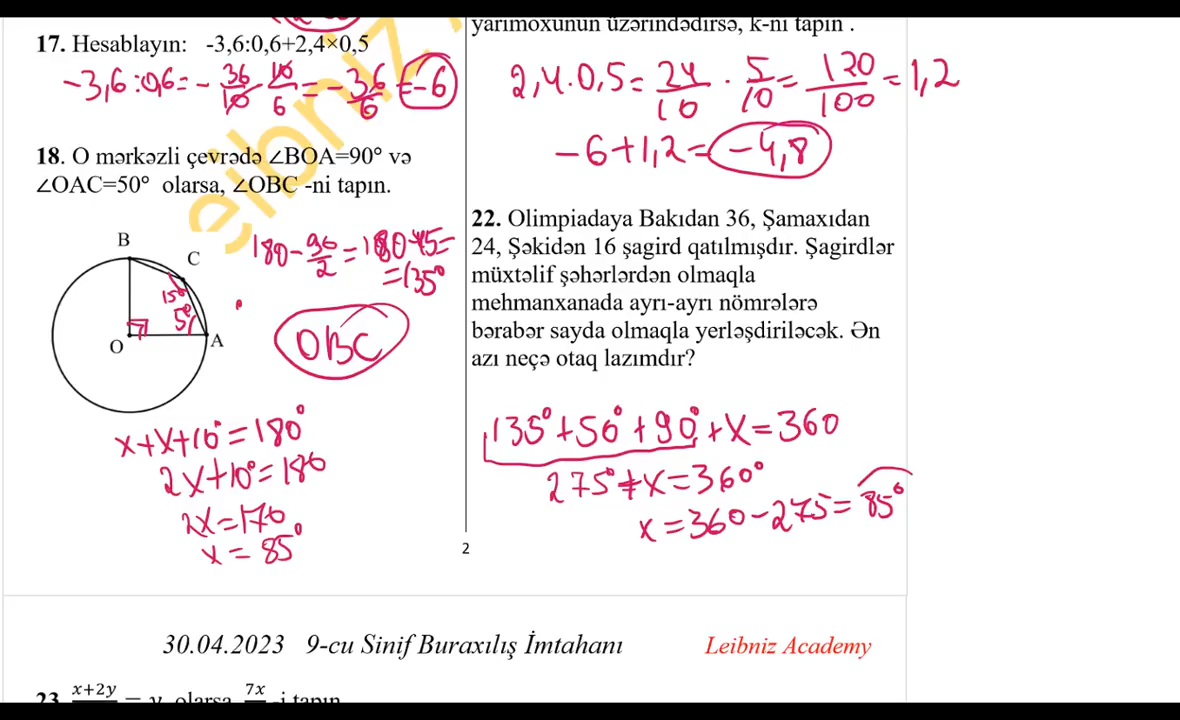 17. Hesablayın: -3,6:0,6+2,4×0,5
-3,6:0,6=-36/10·10/6=-36/6=-6
18. O mərkəzli çevrədə ∠BOA=90° və
∠OAC=50° olarsa, ∠OBC -ni tapın.
B
C
O
A
180-90/2=180-45=
=135°
OBC
x+x+10°=180°
2x+10°=180
2x=170
x=85°
yarımoxunun üzərindədirsə, k-nı tapın .
2,4·0,5=24/10·5/10=120/100=1,2
-6+1,2=-4,8
22. Olimpiadaya Bakıdan 36, Şamaxıdan
24, Şəkidən 16 şagird qatılmışdır. Şagirdlər
müxtəlif şəhərlərdən olmaqla
mehmanxanada ayrı-ayrı nömrələrə
bərabər sayda olmaqla yerləşdiriləcək. Ən
azı neçə otaq lazımdır?
135°+50°+90°+x=360
275°+x=360°
x=360-275=85°
2
30.04.2023 9-cu Sinif Buraxılış İmtahanı Leibniz Academy
23. x+2y = y olarsa, 7x -i tapın
leibniz